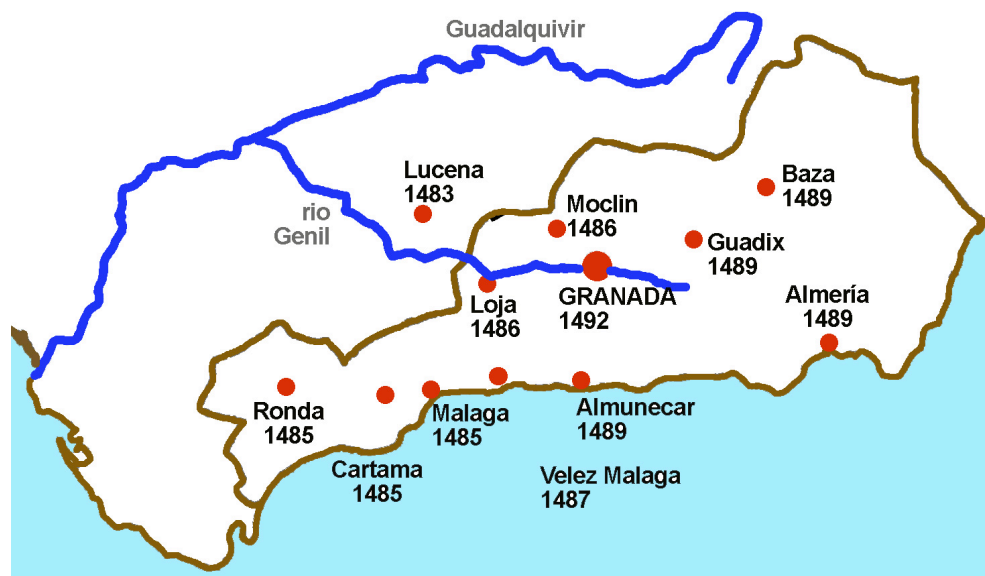 Guadalquivir
Lucena
1483
Baza
1489
Moclin
1486
rio
Genil
Guadix
1489
GRANADA
1492
Almería
1489
Loja
1486
Ronda
1485
Malaga
1485
Almunecar
1489
Cartama
1485
Velez Malaga
1487